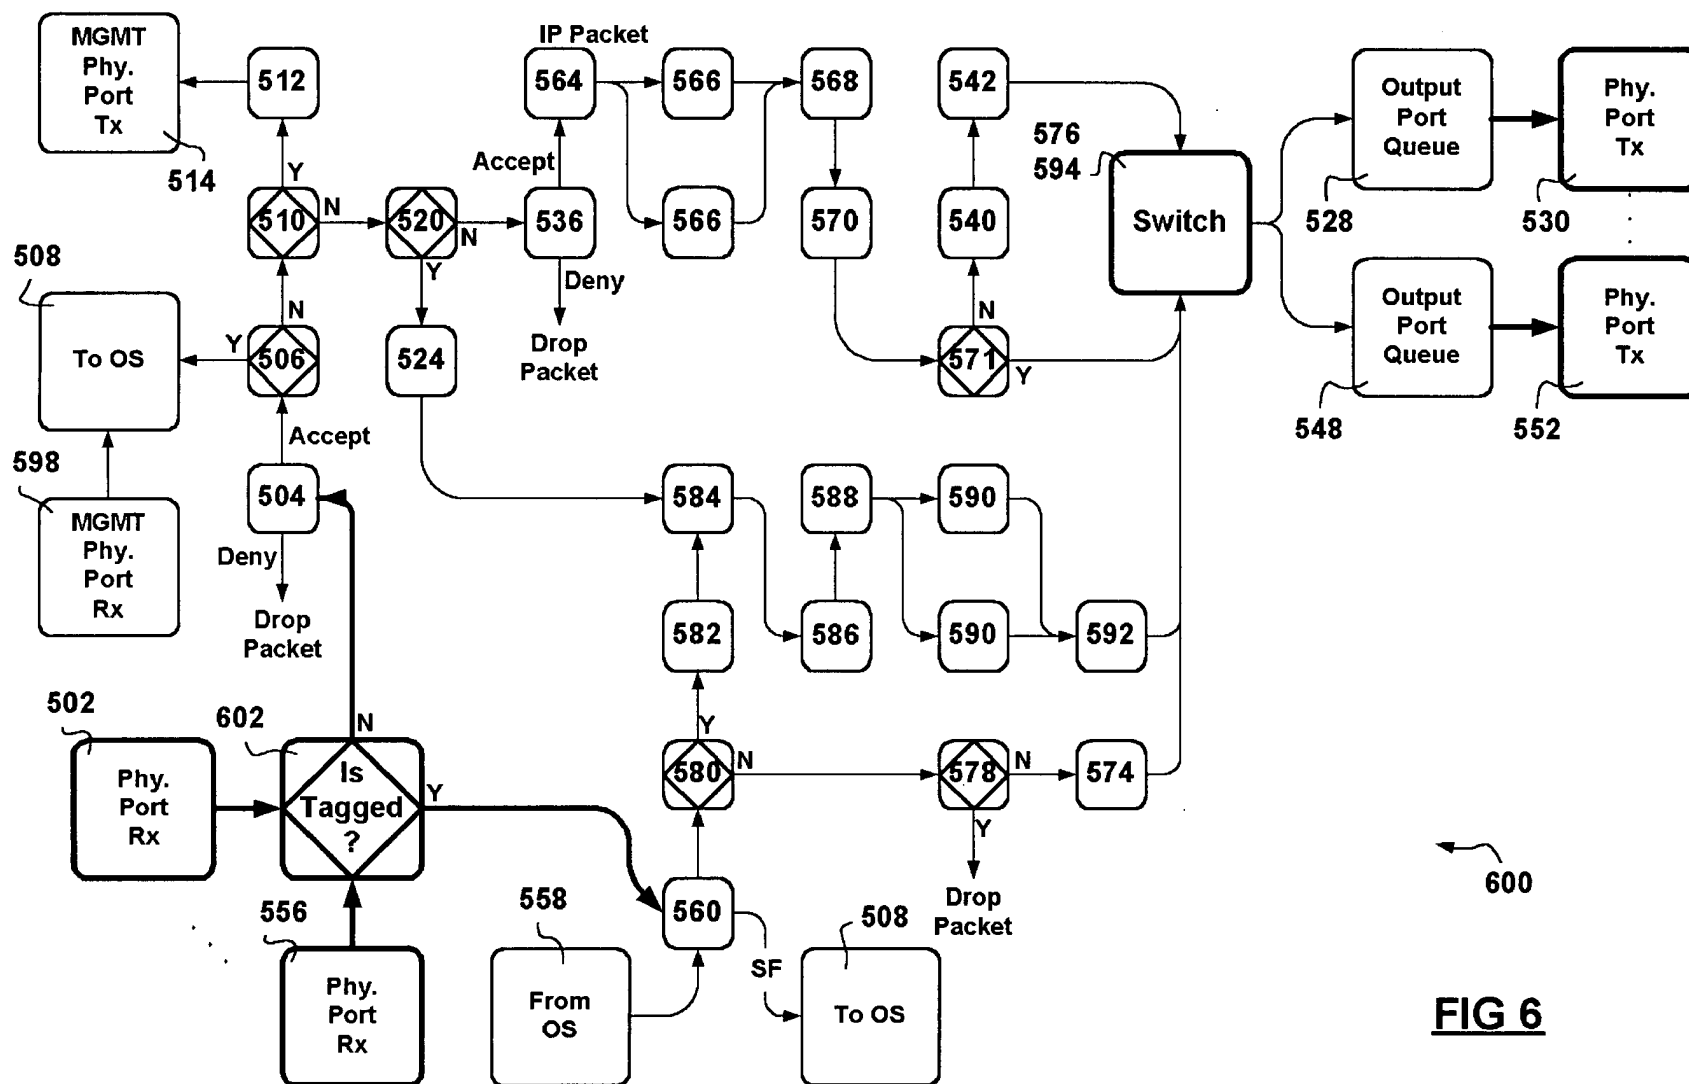 MGMT
Phy.
Port
Tx
514
512
Y
510
N
520
N
Y
IP Packet
564
566
568
Accept
536
566
570
Deny
Drop
Packet
542
540
N
571
Y
576
594
Switch
Output
Port
Queue
528
Phy.
Port
Tx
530
Output
Port
Queue
548
Phy.
Port
Tx
552
508
To OS
Y
N
506
524
Accept
598
MGMT
Phy.
Port
Rx
504
Deny
Drop
Packet
584
588
590
582
586
590
592
502
Phy.
Port
Rx
602
N
Is
Tagged
?
Y
Y
580
N
578
N
574
Y
Drop
Packet
556
Phy.
Port
Rx
558
From
OS
560
SF
508
To OS
600
FIG 6